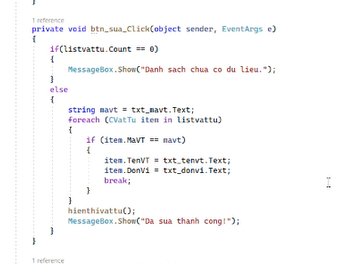 }
1 reference
private void btn_sua_Click(object sender, EventArgs e)
{
if(listvattu.Count == 0)
{
MessageBox.Show("Danh sach chua co du lieu.");
}
else
{
string mavt = txt_mavt.Text;
foreach (CVatTu item in listvattu)
{
if (item.MaVT == mavt)
{
item.TenVT = txt_tenvt.Text;
item.DonVi = txt_donvi.Text;
break;
}
}
hienthivattu();
MessageBox.Show("Da sua thanh cong!");
}
}
1 reference